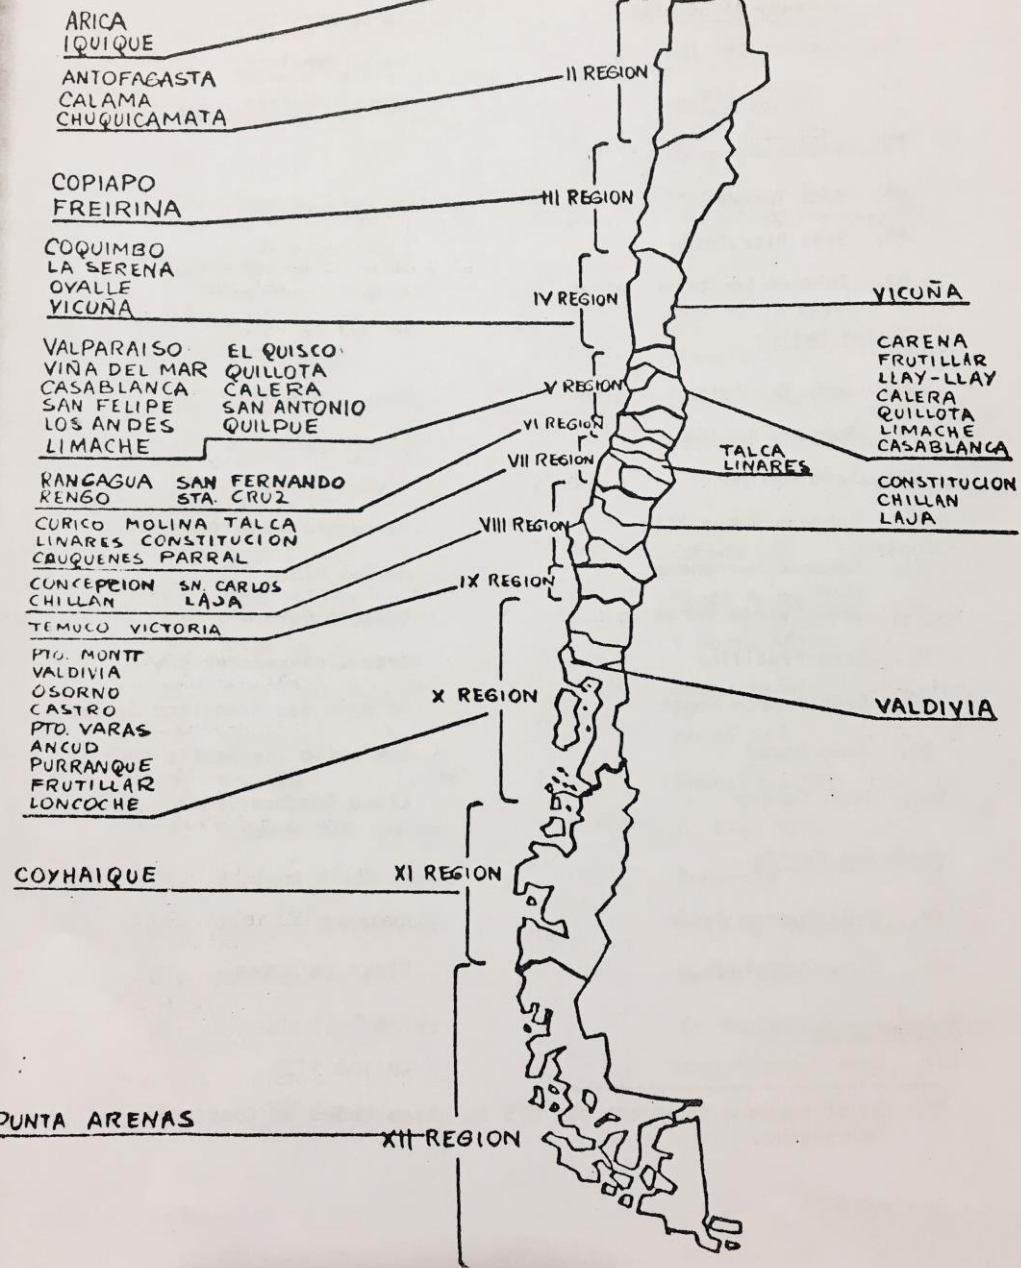 ARICA
IQUIQUE
ANTOFAGASTA
CALAMA
CHUQUICAMATA
II REGION
COPIAPO
FREIRINA
III REGION
COQUIMBO
LA SERENA
OVALLE
VICUÑA
IV REGION
VICUÑA
VALPARAISO EL QUISCO
VIÑA DEL MAR QUILLOTA
CASABLANCA CALERA
SAN FELIPE SAN ANTONIO
LOS ANDES QUILPUE
LIMACHE
V REGION
CARENA
FRUTILLAR
LLAY-LLAY
CALERA
QUILLOTA
LIMACHE
CASABLANCA
RANCAGUA SAN FERNANDO
RENGO STA. CRUZ
VI REGION
TALCA
LINARES
CURICO MOLINA TALCA
LINARES CONSTITUCION
CAUQUENES PARRAL
VII REGION
CONSTITUCION
CHILLAN
LAJA
CONCEPCION SN. CARLOS
CHILLAN LAJA
VIII REGION
TEMUCO VICTORIA
IX REGION
PTO. MONTT
VALDIVIA
OSORNO
CASTRO
PTO. VARAS
ANCUD
PURRANQUE
FRUTILLAR
LONCOCHE
X REGION
VALDIVIA
COYHAIQUE
XI REGION
PUNTA ARENAS
XII REGION